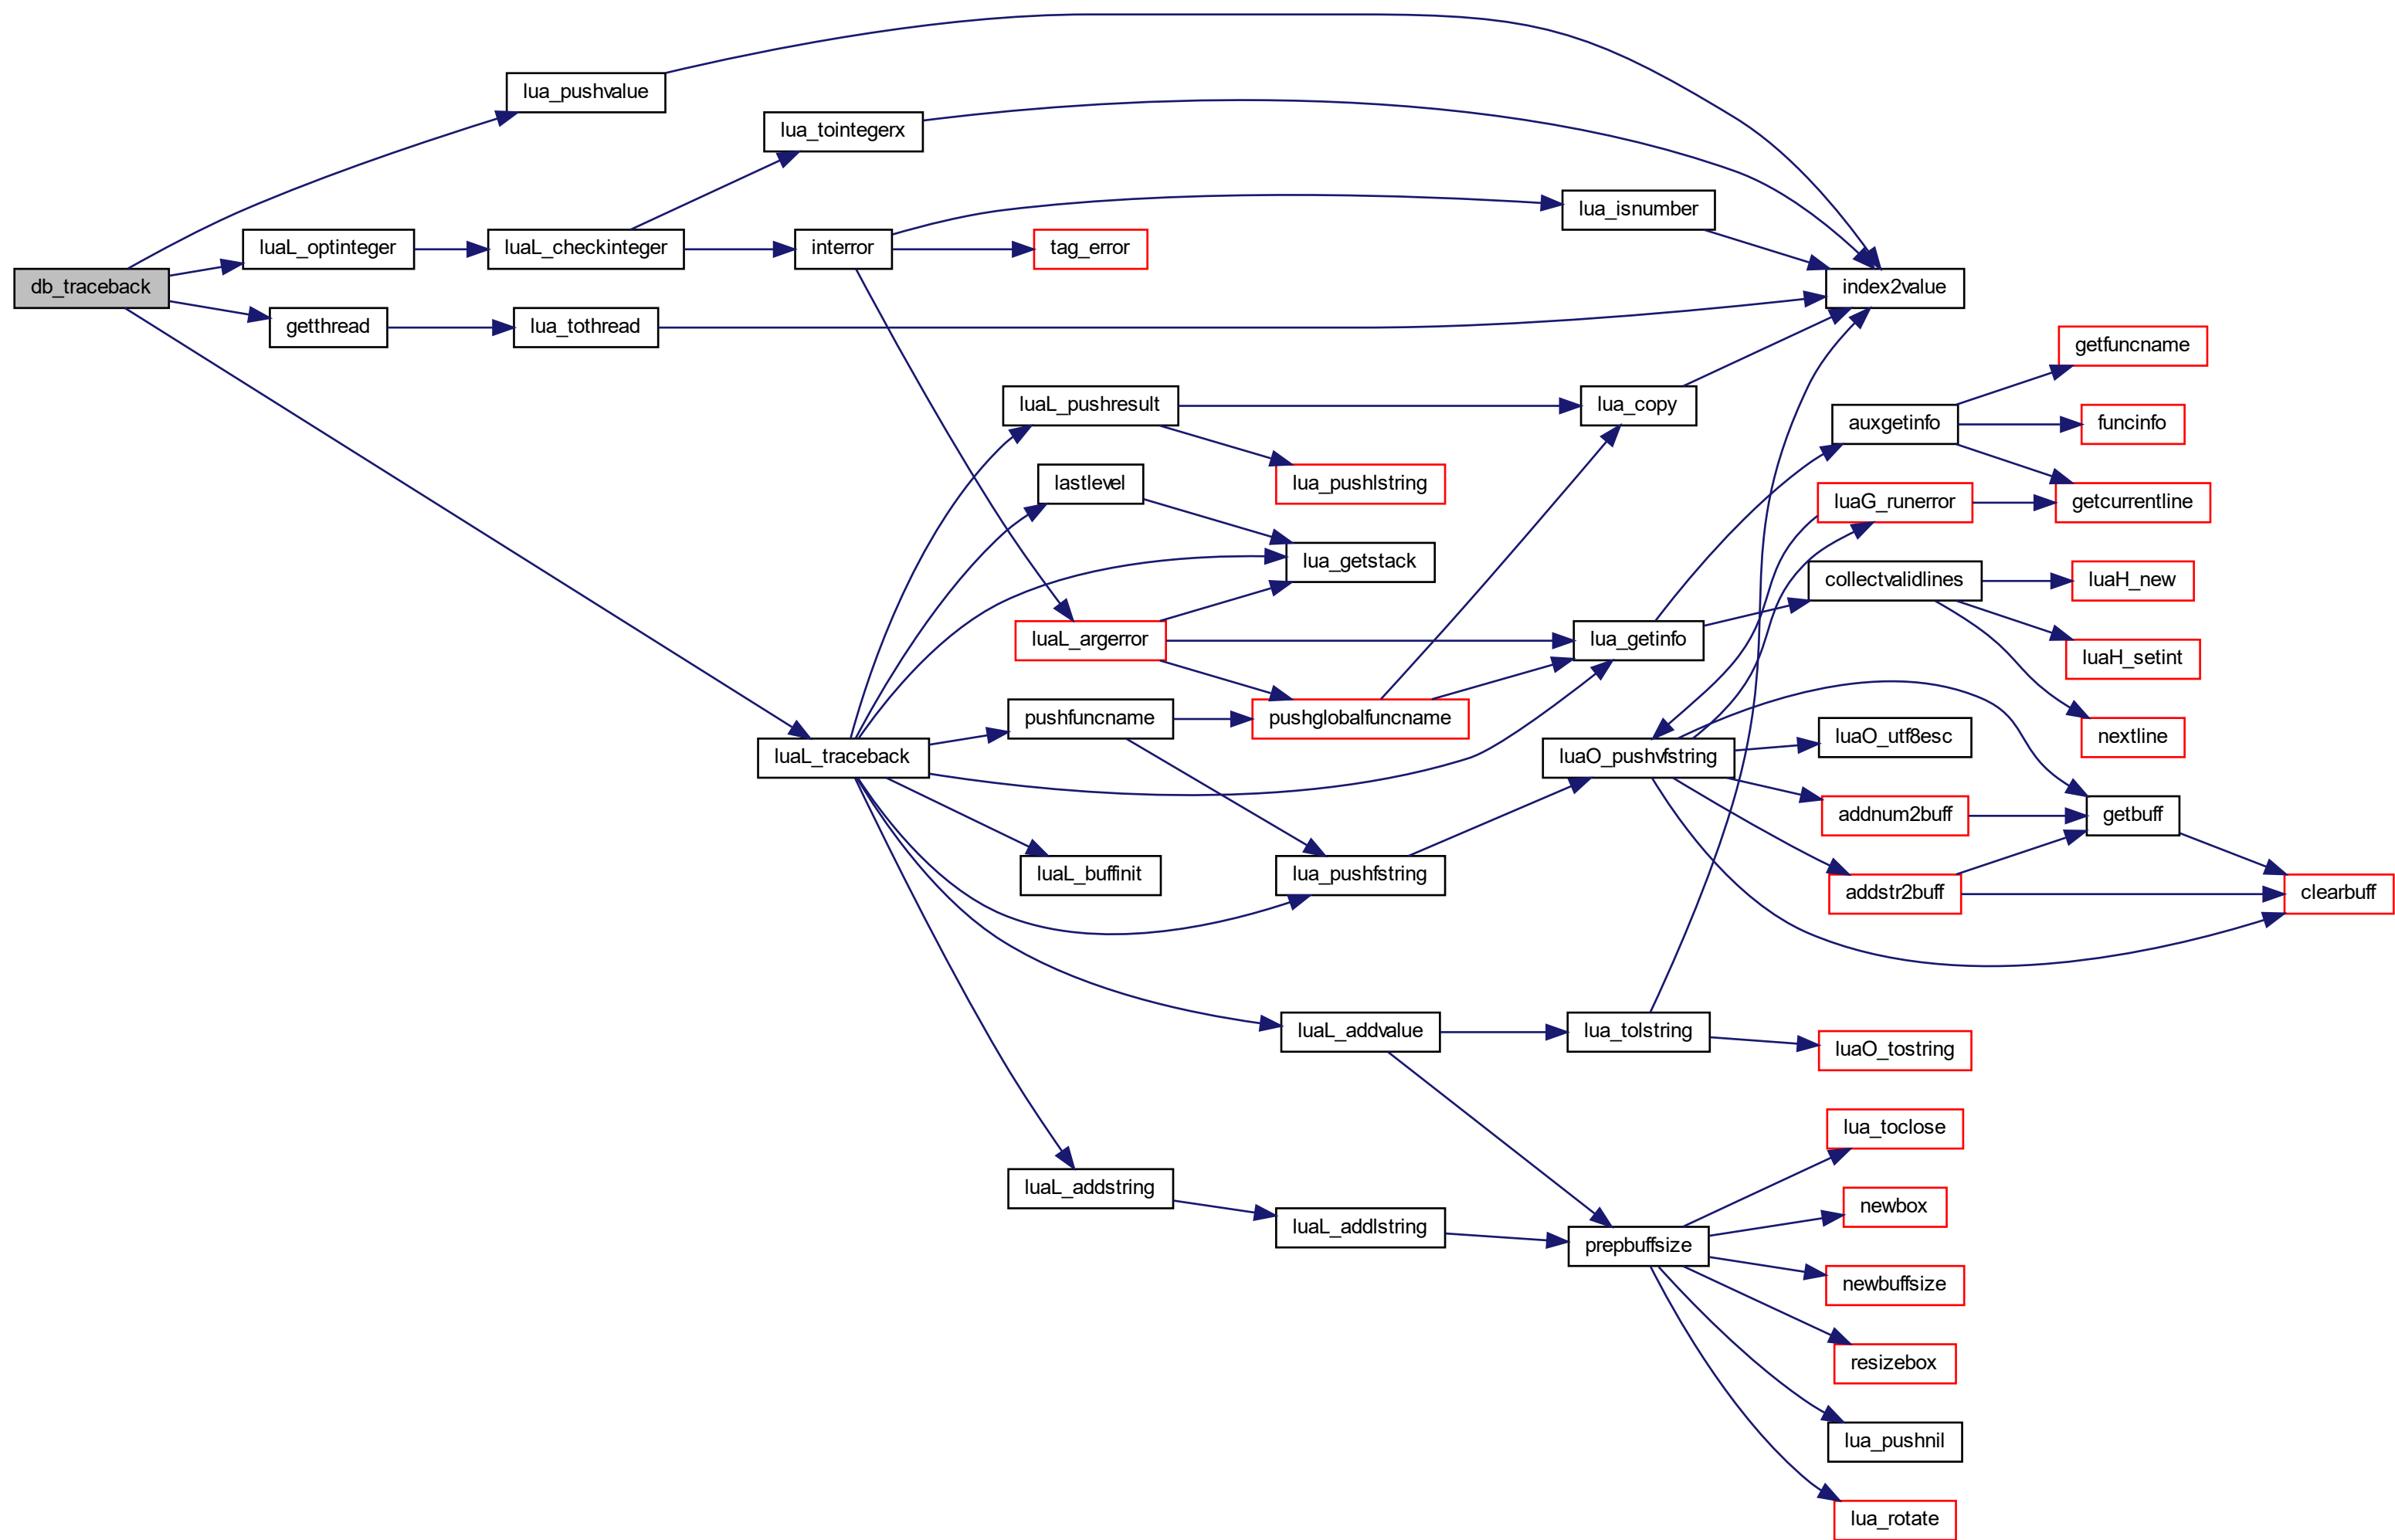 lua_pushvalue
lua_tointegerx
lua_isnumber
luaL_optinteger
luaL_checkinteger
interror
tag_error
db_traceback
index2value
getthread
lua_tothread
getfuncname
luaL_pushresult
lua_copy
auxgetinfo
funcinfo
lastlevel
lua_pushlstring
luaG_runerror
getcurrentline
lua_getstack
collectvalidlines
luaH_new
luaL_argerror
lua_getinfo
luaH_setint
pushfuncname
pushglobalfuncname
luaO_utf8esc
nextline
luaL_traceback
luaO_pushvfstring
addnum2buff
getbuff
luaL_buffinit
lua_pushfstring
addstr2buff
clearbuff
luaL_addvalue
lua_tolstring
luaO_tostring
lua_toclose
luaL_addstring
newbox
luaL_addlstring
prepbuffsize
newbuffsize
resizebox
lua_pushnil
lua_rotate